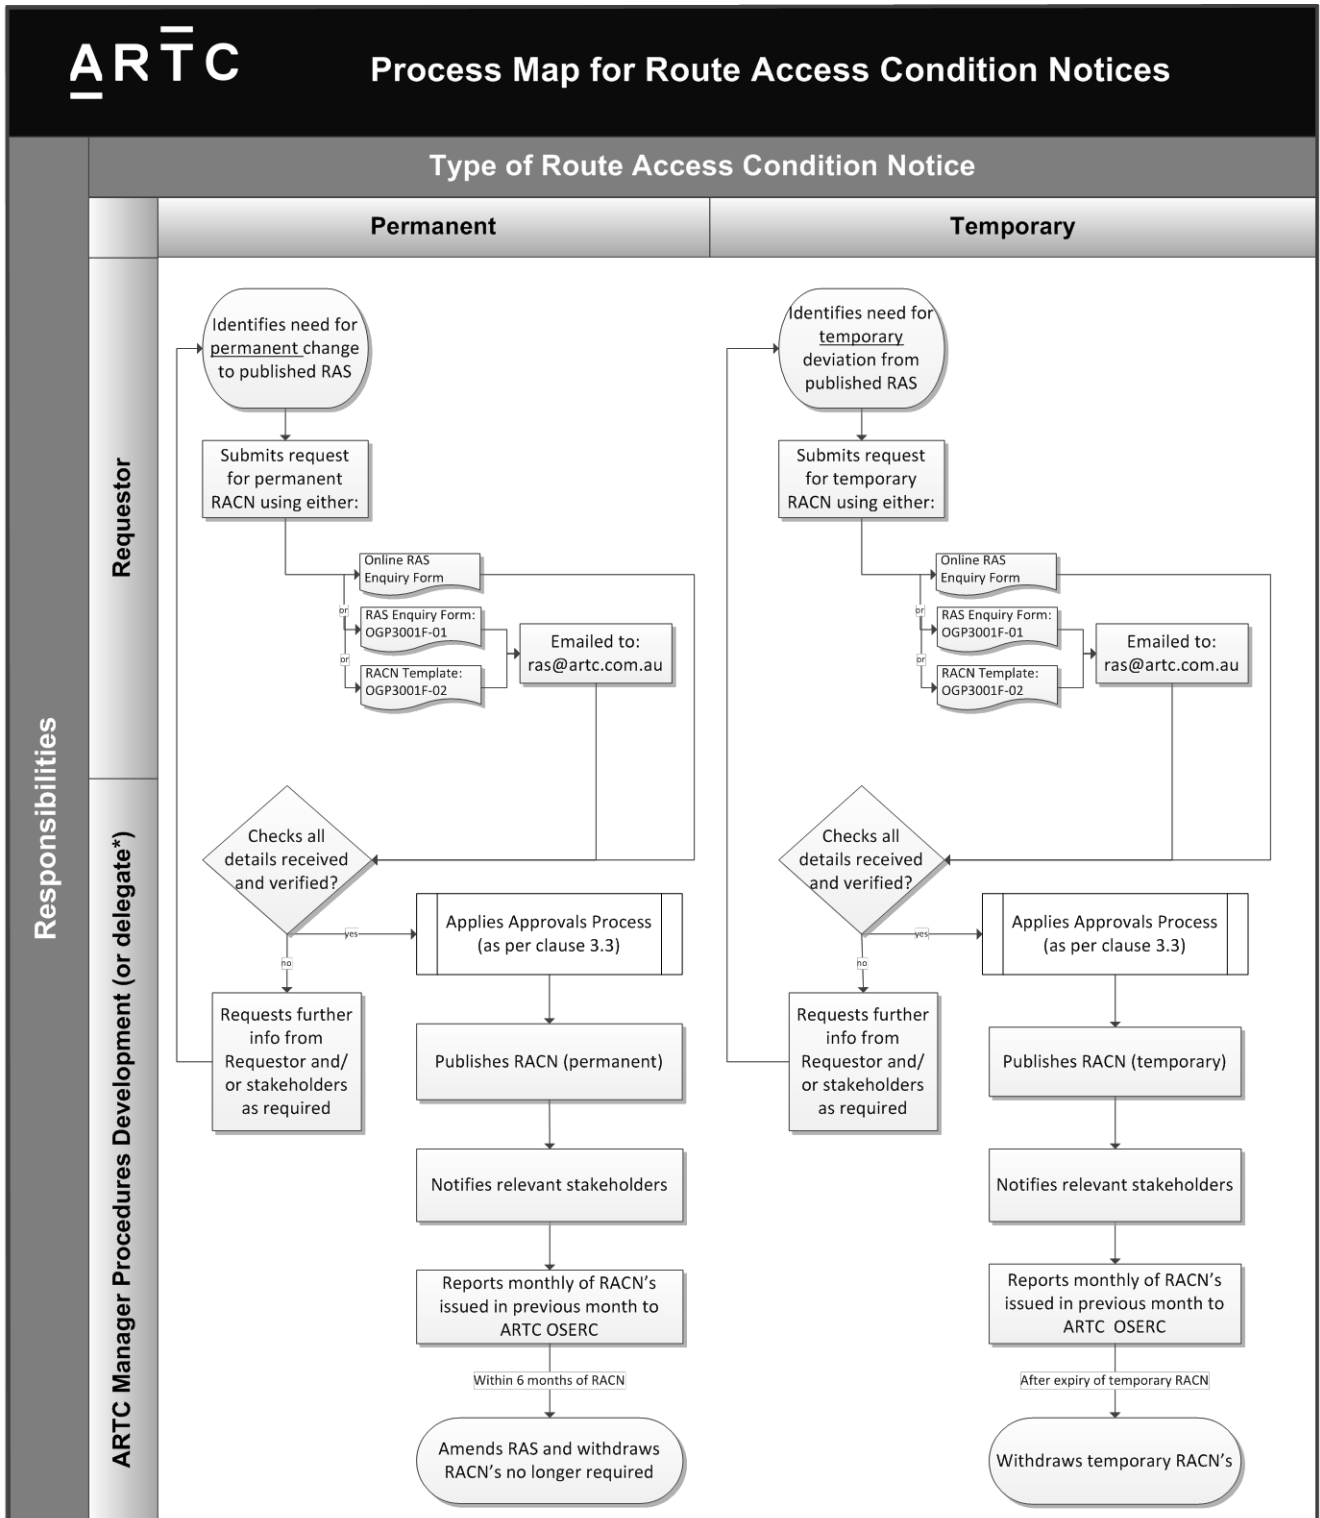 ARTC
Process Map for Route Access Condition Notices
Type of Route Access Condition Notice
Permanent
Temporary
Responsibilities
Requestor
Identifies need for
permanent change
to published RAS
Submits request
for permanent
RACN using either:
Online RAS
Enquiry Form
or
RAS Enquiry Form:
OGP3001F-01
or
RACN Template:
OGP3001F-02
Emailed to:
ras@artc.com.au
Identifies need for
temporary
deviation from
published RAS
Submits request
for temporary
RACN using either:
Online RAS
Enquiry Form
or
RAS Enquiry Form:
OGP3001F-01
or
RACN Template:
OGP3001F-02
Emailed to:
ras@artc.com.au
ARTC Manager Procedures Development (or delegate*)
Checks all
details received
and verified?
yes
no
Applies Approvals Process
(as per clause 3.3)
Requests further
info from
Requestor and/
or stakeholders
as required
Publishes RACN (permanent)
Notifies relevant stakeholders
Reports monthly of RACN's
issued in previous month to
ARTC OSERC
Within 6 months of RACN
Amends RAS and withdraws
RACN's no longer required
Checks all
details received
and verified?
yes
no
Applies Approvals Process
(as per clause 3.3)
Requests further
info from
Requestor and/
or stakeholders
as required
Publishes RACN (temporary)
Notifies relevant stakeholders
Reports monthly of RACN's
issued in previous month to
ARTC OSERC
After expiry of temporary RACN
Withdraws temporary RACN's